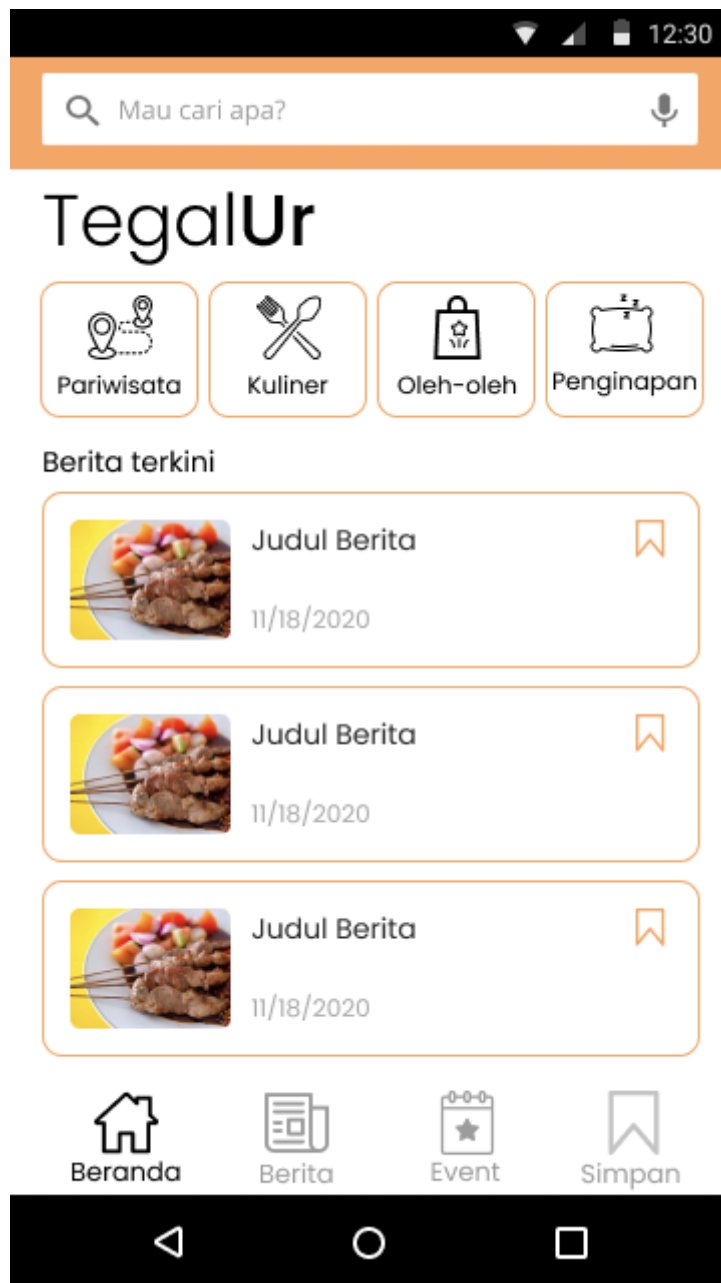 12:30
Mau cari apa?
TegalUr
Pariwisata Kuliner Oleh-oleh Penginapan
Berita terkini
Judul Berita
11/18/2020
Judul Berita
11/18/2020
Judul Berita
11/18/2020
Beranda Berita Event Simpan